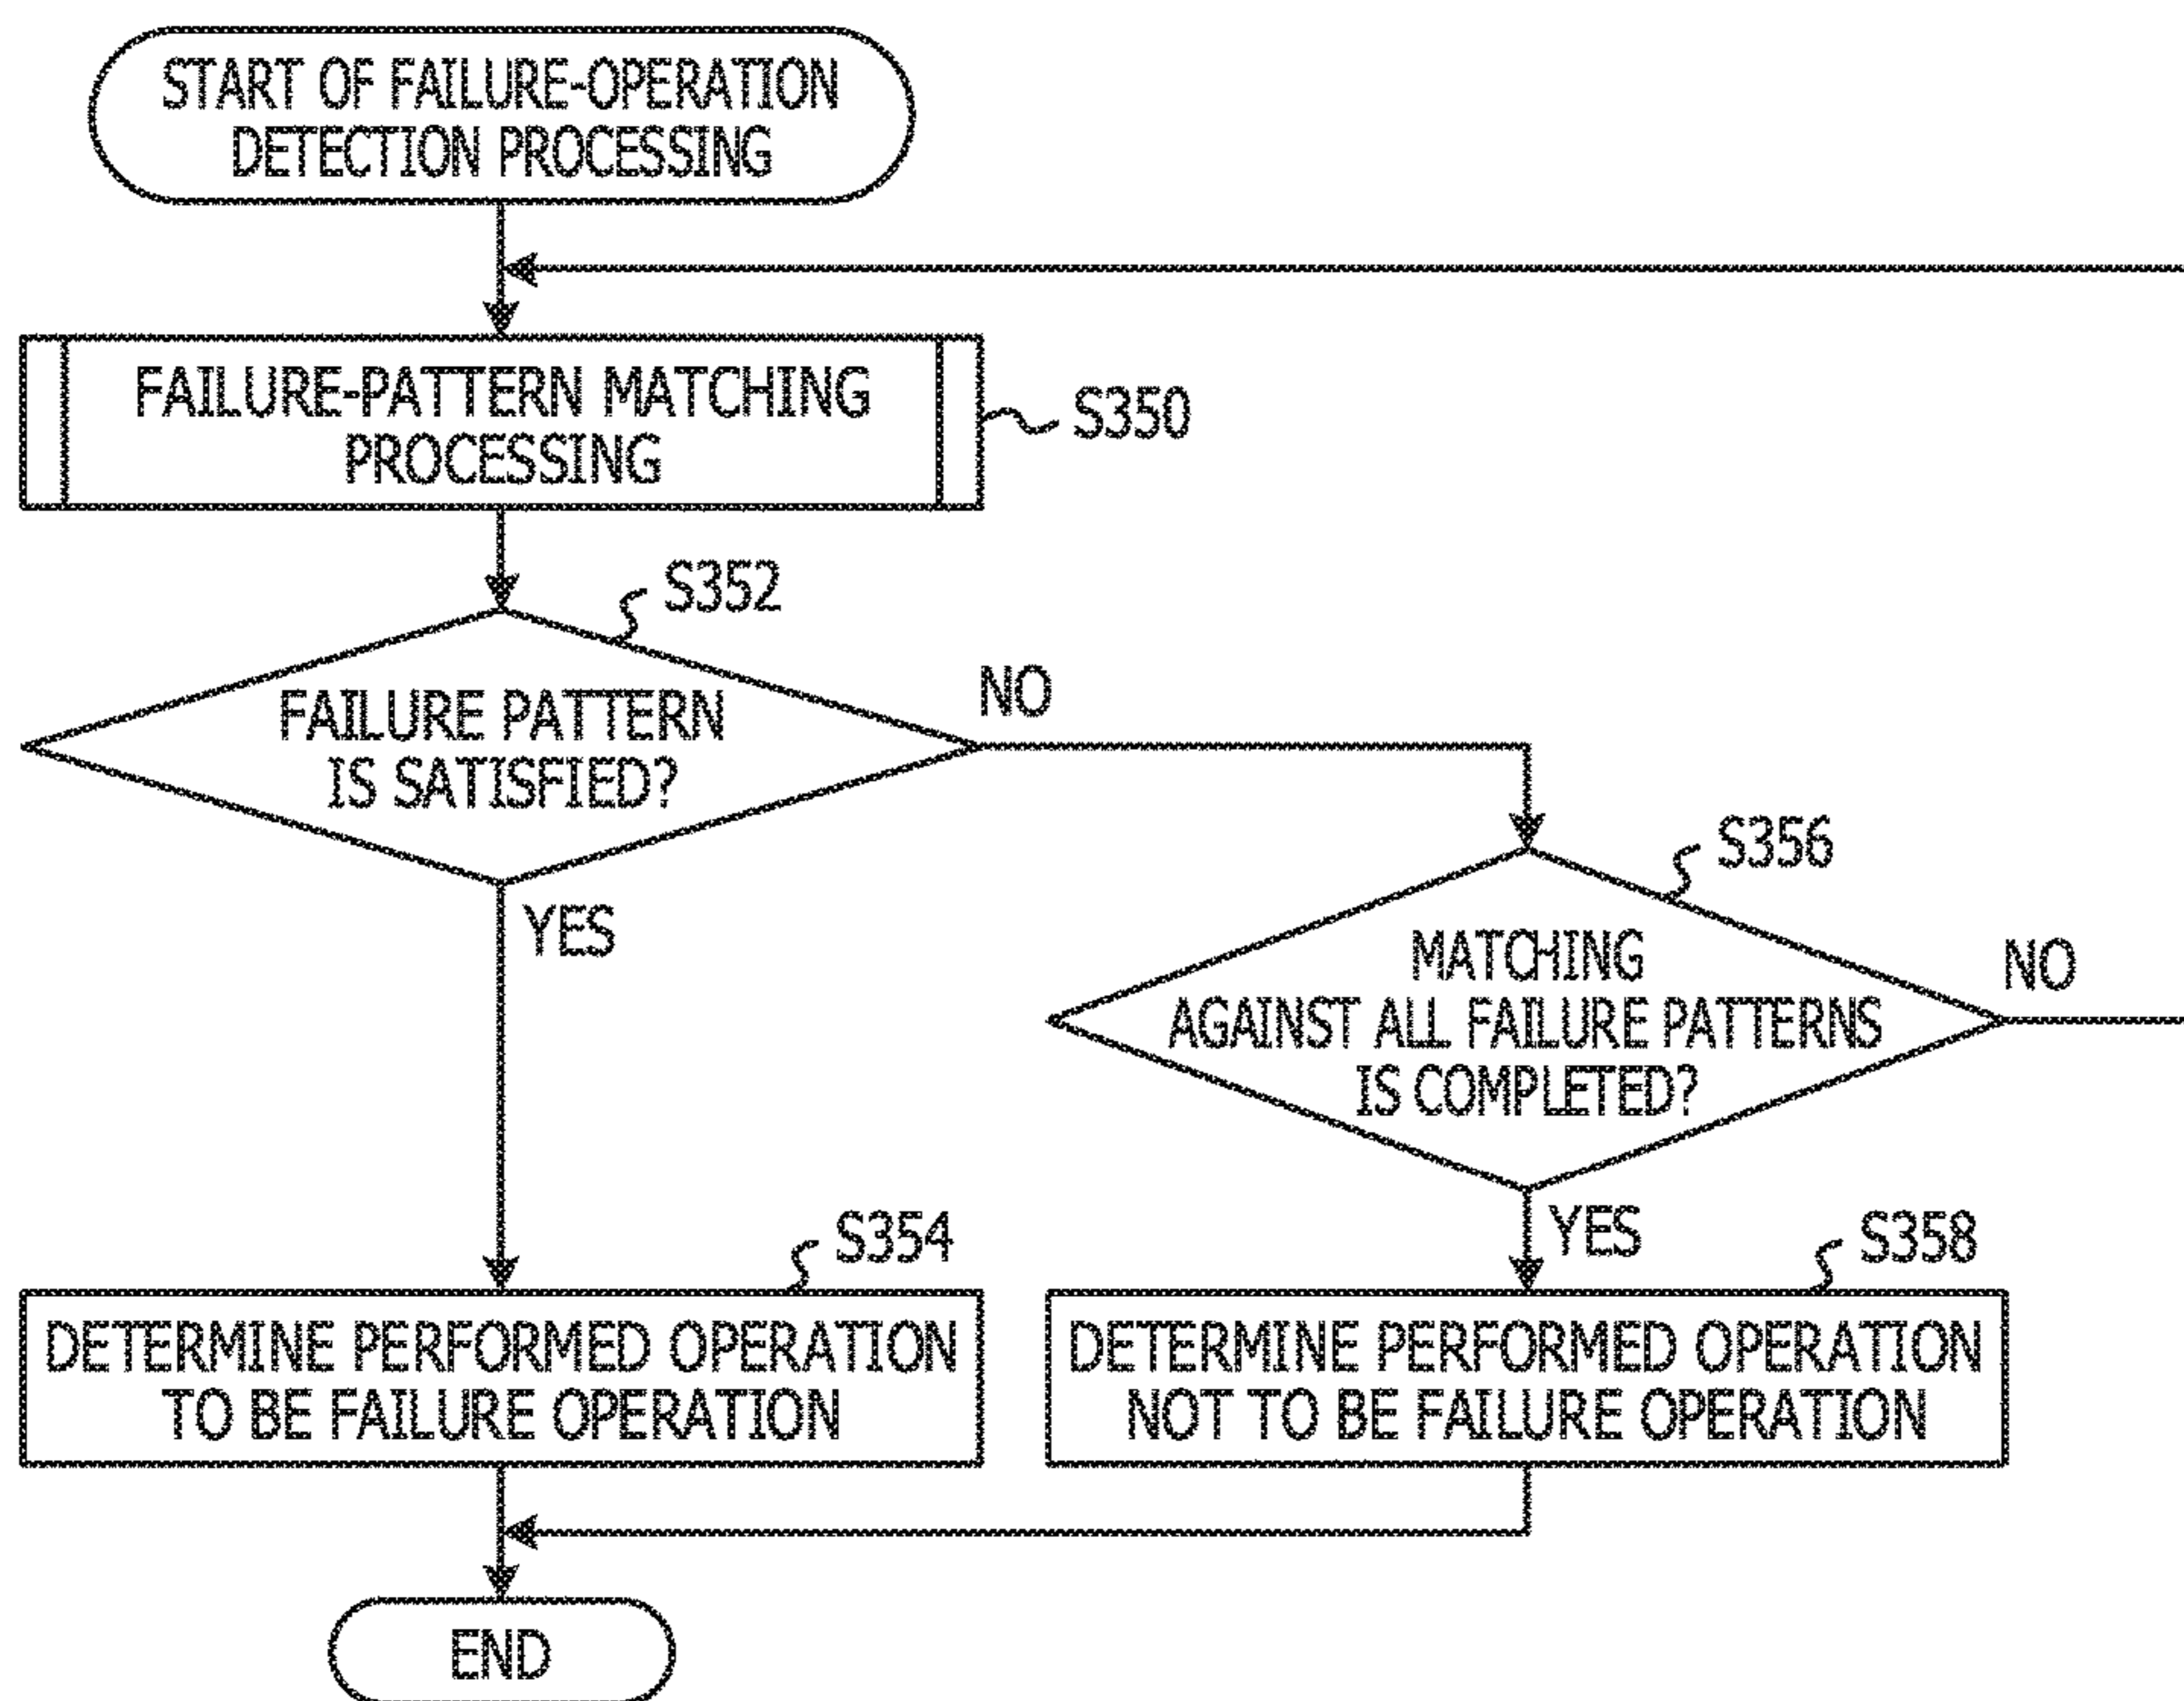 START OF FAILURE-OPERATION
DETECTION PROCESSING
FAILURE-PATTERN MATCHING
PROCESSING
S350
S352
FAILURE PATTERN
IS SATISFIED?
NO
YES
S356
MATCHING
AGAINST ALL FAILURE PATTERNS
IS COMPLETED?
NO
YES
S354
DETERMINE PERFORMED OPERATION
TO BE FAILURE OPERATION
S358
DETERMINE PERFORMED OPERATION
NOT TO BE FAILURE OPERATION
END